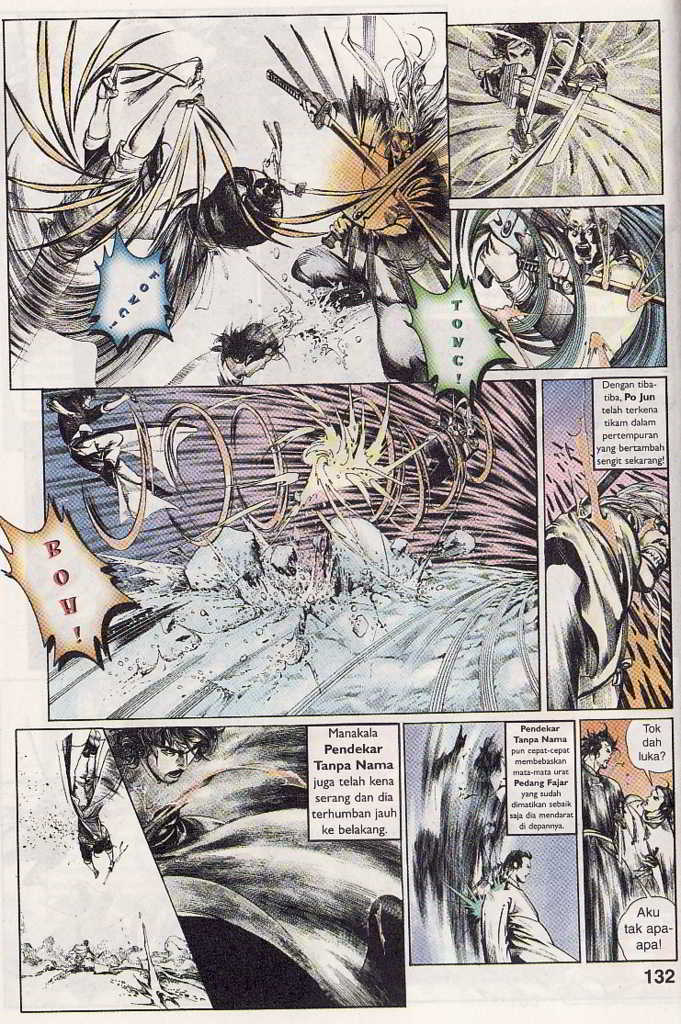 TONG!
TONG!
Dengan tiba-
tiba, Po Jun
telah terkena
tikam dalam
pertempuran
yang bertambah
sengit sekarang!
BOW!
Manakala
Pendekar
Tanpa Nama
juga telah kena
serang dan dia
terhumban jauh
ke belakang.
Pendekar
Tanpa Nama
pun cepat-cepat
membebaskan
mata-mata urat
Pedang Fajar
yang sudah
dimatikan sebaik
saja dia mendarat
di depannya.
Tok
dah
luka?
Aku
tak apa-
apa!
132